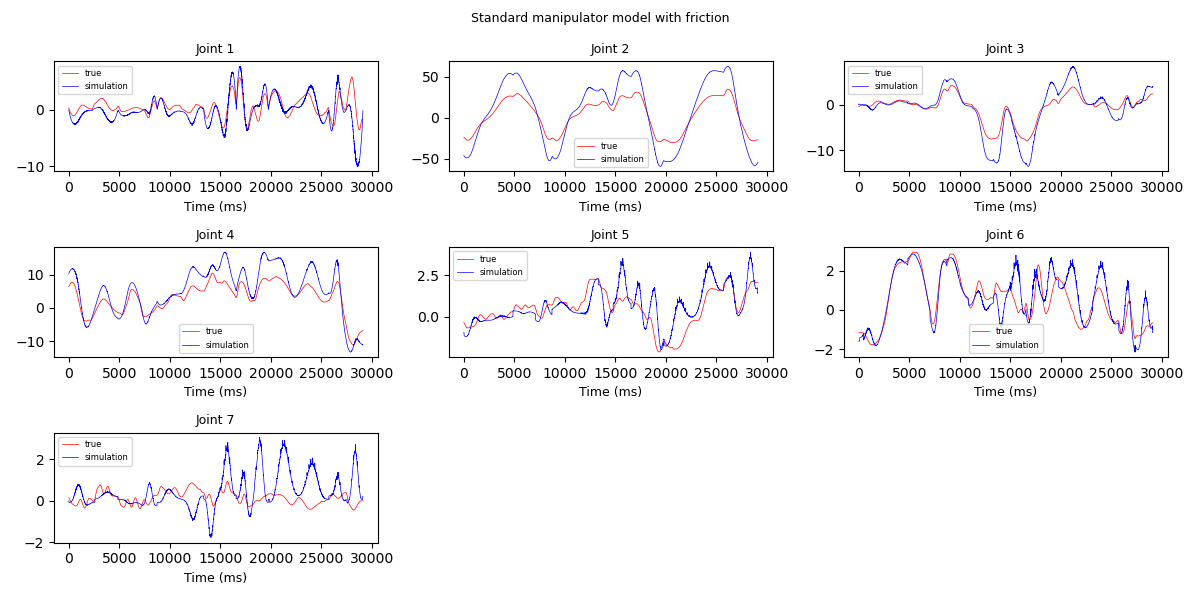 Standard manipulator model with friction
Joint 1
Joint 2
Joint 3
true
simulation
0
−10
0 5000 10000 15000 20000 25000 30000
Time (ms)
50
0
−50
true
simulation
0 5000 10000 15000 20000 25000 30000
Time (ms)
true
simulation
0
−10
0 5000 10000 15000 20000 25000 30000
Time (ms)
Joint 4
Joint 5
Joint 6
10
0
−10
true
simulation
0 5000 10000 15000 20000 25000 30000
Time (ms)
true
simulation
2.5
0.0
0 5000 10000 15000 20000 25000 30000
Time (ms)
2
0
−2
true
simulation
0 5000 10000 15000 20000 25000 30000
Time (ms)
Joint 7
true
simulation
2
0
−2
0 5000 10000 15000 20000 25000 30000
Time (ms)